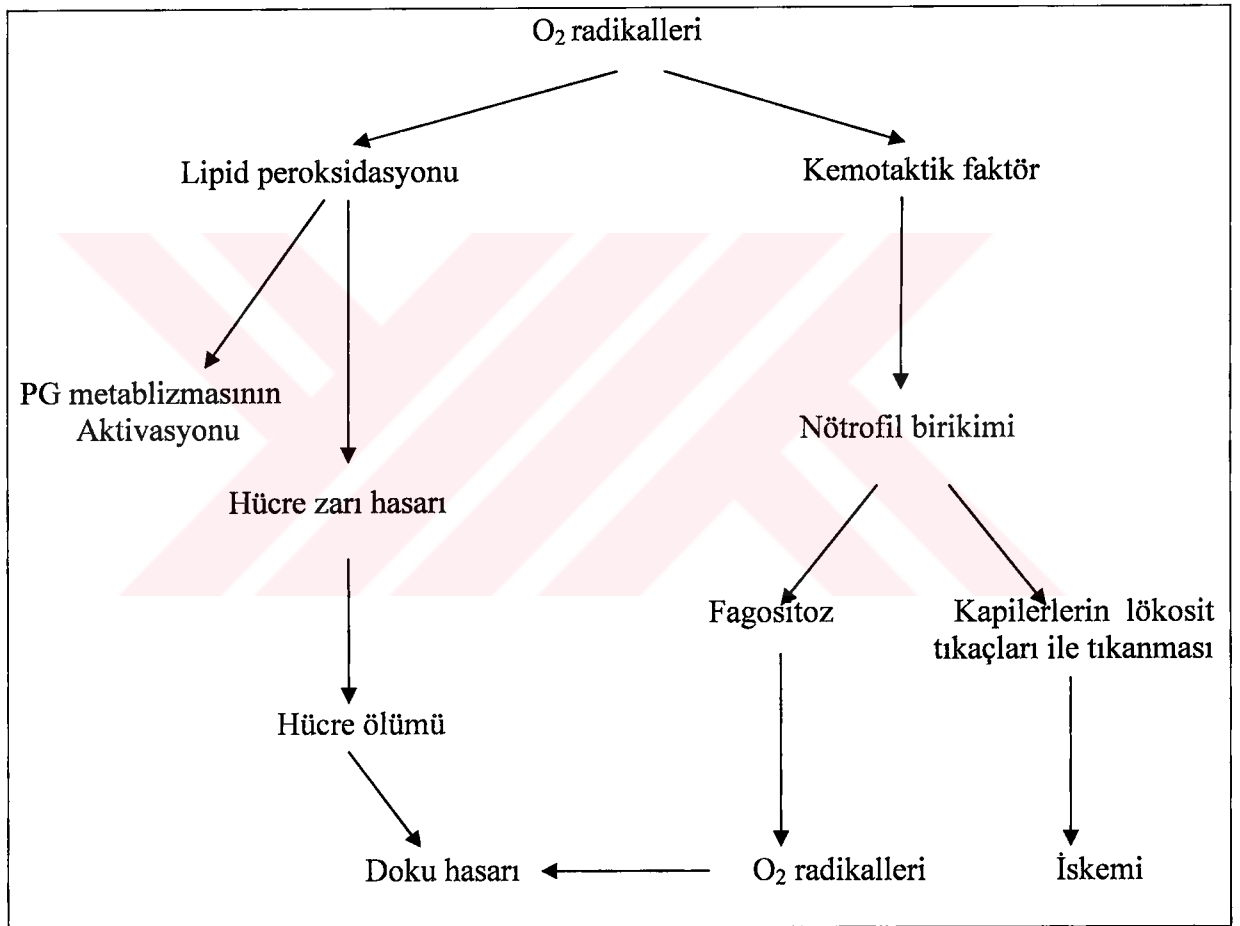 O₂ radikalleri
Lipid peroksidasyonu
Kemotaktik faktör
PG metablizmasının
Aktivasyonu
Nötrofil birikimi
Hücre zarı hasarı
Fagositoz
Kapilerlerin lökosit
tıkaçları ile tıkanması
Hücre ölümü
Doku hasarı
O₂ radikalleri
İskemi